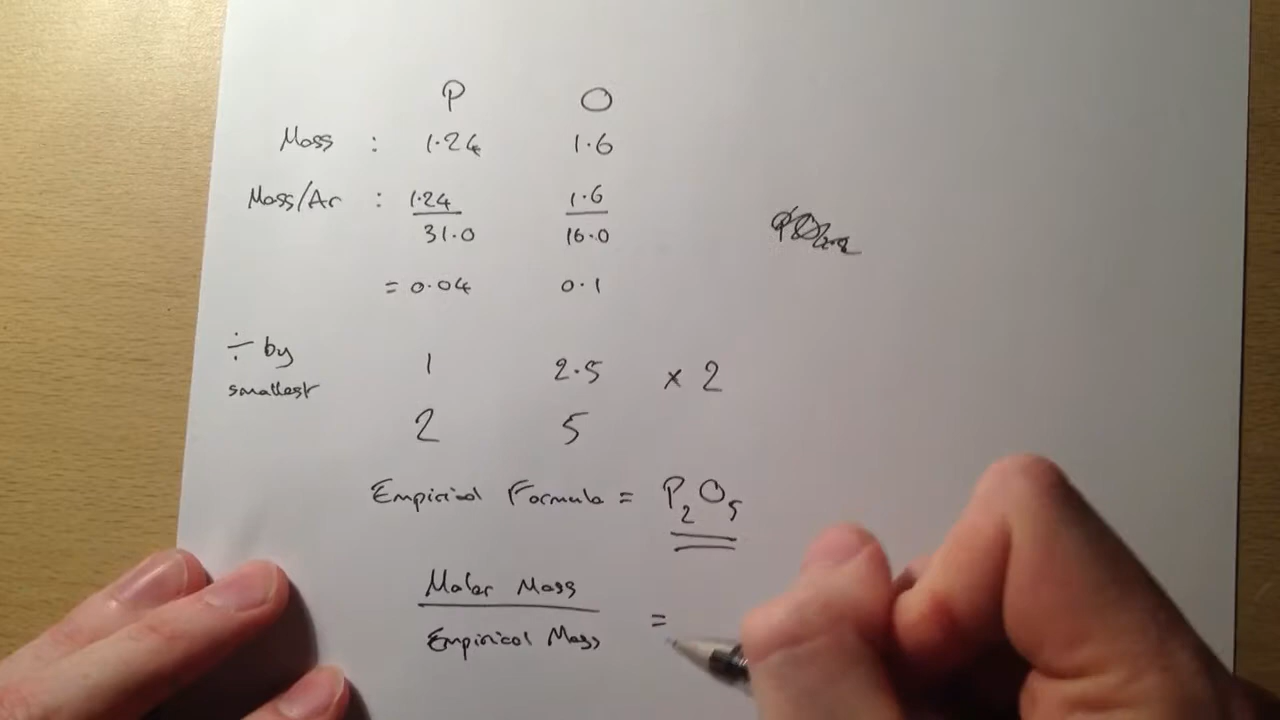 P O
Mass : 1.24 1.6
Mass/Ar : 1.24 1.6
31.0 16.0
= 0.04 0.1
÷ by
smallest 1 2.5 x 2
2 5
Empirical Formula = P₂O₅
Molar Mass
Empirical Mass =